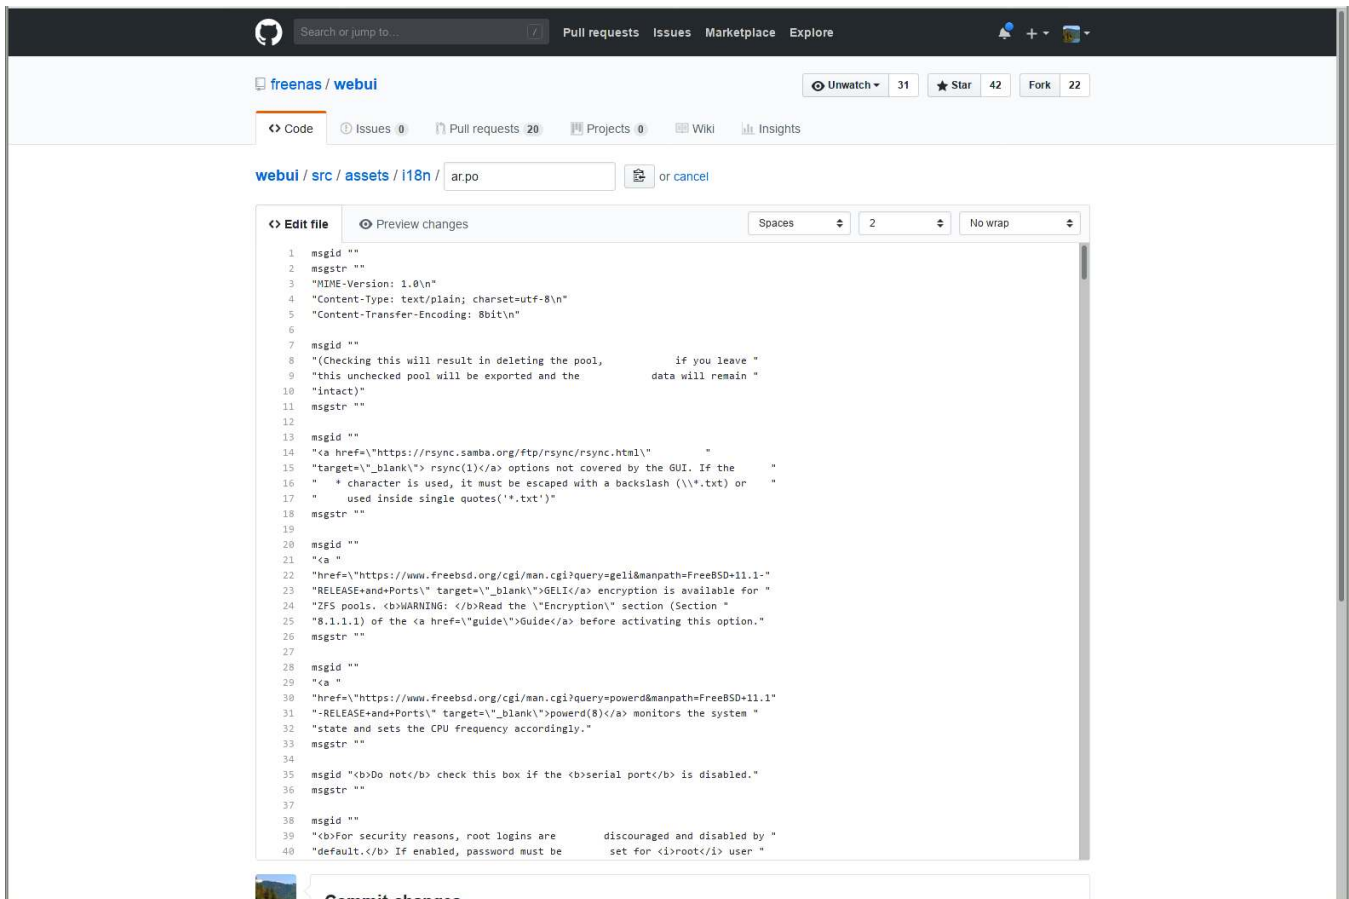 Search or jump to...
/
Pull requests Issues Marketplace Explore
freenas / webui
Unwatch 31 Star 42 Fork 22
Code Issues 0 Pull requests 20 Projects 0 Wiki Insights
webui / src / assets / i18n / ar.po or cancel
Edit file Preview changes Spaces 2 No wrap
1 msgid ""
2 msgstr ""
3 "MIME-Version: 1.0\n"
4 "Content-Type: text/plain; charset=utf-8\n"
5 "Content-Transfer-Encoding: 8bit\n"
6
7 msgid ""
8 "(Checking this will result in deleting the pool,            if you leave "
9 "this unchecked pool will be exported and the            data will remain "
10 "intact)"
11 msgstr ""
12
13 msgid ""
14 "<a href=\"https://rsync.samba.org/ftp/rsync/rsync.html\"         "
15 "target=\"_blank\"> rsync(1)</a> options not covered by the GUI. If the      "
16 "   * character is used, it must be escaped with a backslash (\\*.txt) or    "
17 "     used inside single quotes('*.txt')"
18 msgstr ""
19
20 msgid ""
21 "<a "
22 "href=\"https://www.freebsd.org/cgi/man.cgi?query=geli&manpath=FreeBSD+11.1-"
23 "RELEASE+and+Ports\" target=\"_blank\">GELI</a> encryption is available for "
24 "ZFS pools. <b>WARNING: </b>Read the \"Encryption\" section (Section "
25 "8.1.1.1) of the <a href=\"guide\">Guide</a> before activating this option."
26 msgstr ""
27
28 msgid ""
29 "<a "
30 "href=\"https://www.freebsd.org/cgi/man.cgi?query=powerd&manpath=FreeBSD+11.1"
31 "-RELEASE+and+Ports\" target=\"_blank\">powerd(8)</a> monitors the system "
32 "state and sets the CPU frequency accordingly."
33 msgstr ""
34
35 msgid "<b>Do not</b> check this box if the <b>serial port</b> is disabled."
36 msgstr ""
37
38 msgid ""
39 "<b>For security reasons, root logins are        discouraged and disabled by "
40 "default.</b> If enabled, password must be        set for <i>root</i> user "
Commit changes